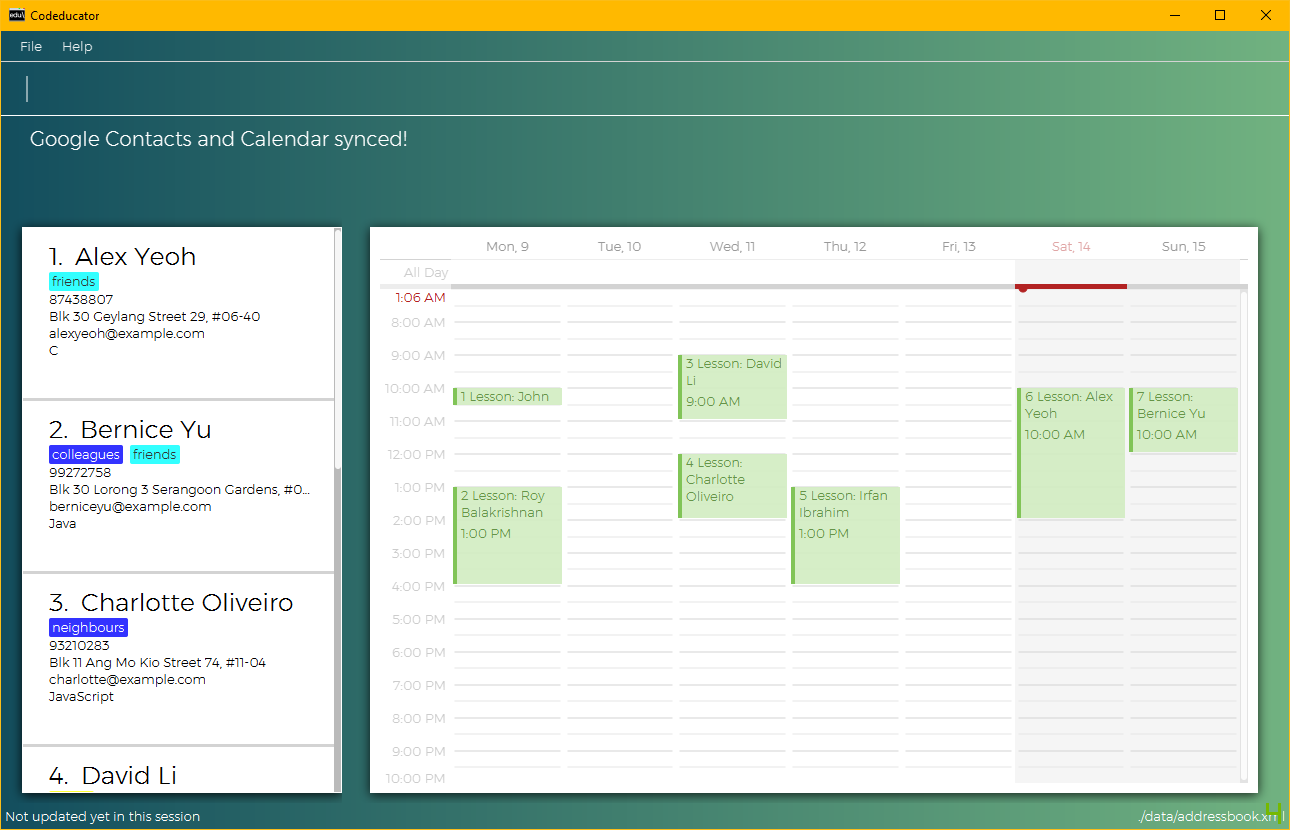 edu\
Codeducator
File Help
Google Contacts and Calendar synced!
1. Alex Yeoh
friends
87438807
Blk 30 Geylang Street 29, #06-40
alexyeoh@example.com
C
2. Bernice Yu
colleagues friends
99272758
Blk 30 Lorong 3 Serangoon Gardens, #0...
berniceyu@example.com
Java
3. Charlotte Oliveiro
neighbours
93210283
Blk 11 Ang Mo Kio Street 74, #11-04
charlotte@example.com
JavaScript
4. David Li
Mon, 9 Tue, 10 Wed, 11 Thu, 12 Fri, 13 Sat, 14 Sun, 15
All Day
1:06 AM
8:00 AM
9:00 AM
10:00 AM
11:00 AM
12:00 PM
1:00 PM
2:00 PM
3:00 PM
4:00 PM
5:00 PM
6:00 PM
7:00 PM
8:00 PM
9:00 PM
10:00 PM
1 Lesson: John
2 Lesson: Roy
Balakrishnan
1:00 PM
3 Lesson: David
Li
9:00 AM
4 Lesson:
Charlotte
Oliveiro
5 Lesson: Irfan
Ibrahim
1:00 PM
6 Lesson: Alex
Yeoh
10:00 AM
7 Lesson:
Bernice Yu
10:00 AM
Not updated yet in this session
./data/addressbook.xml